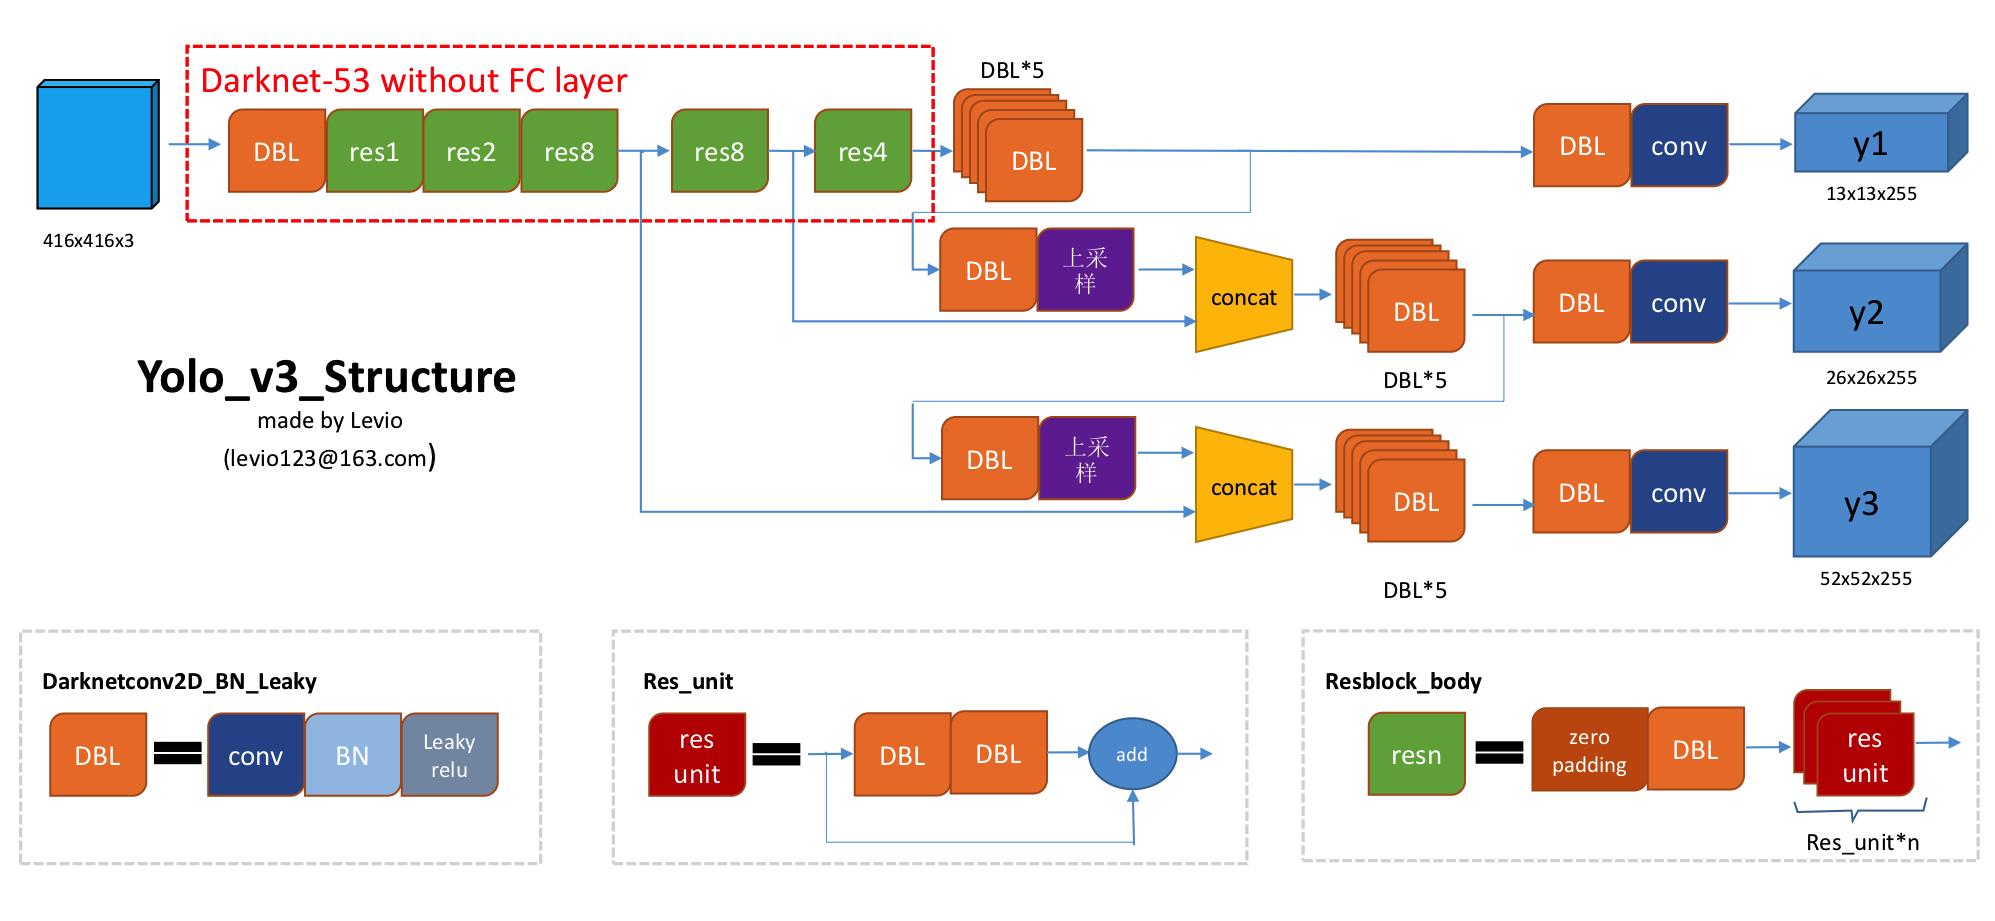 Darknet-53 without FC layer
DBL*5
DBL
res1
res2
res8
res8
res4
DBL
DBL
conv
y1
416x416x3
13x13x255
DBL
上采
样
concat
DBL
DBL
conv
y2
DBL*5
26x26x255
Yolo_v3_Structure
made by Levio
(levio123@163.com)
DBL
上采
样
concat
DBL
DBL
conv
y3
DBL*5
52x52x255
Darknetconv2D_BN_Leaky
DBL
conv
BN
Leaky
relu
Res_unit
res
unit
DBL
DBL
add
Resblock_body
resn
zero
padding
DBL
res
unit
Res_unit*n